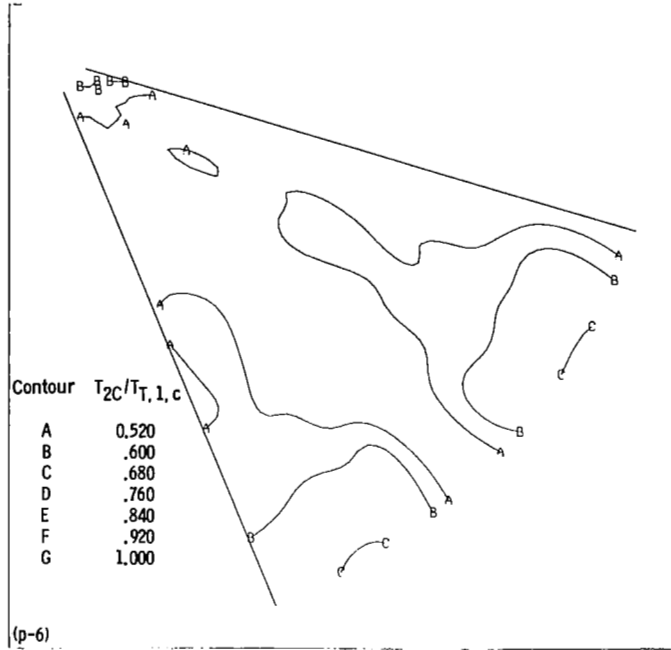 B B B B
B
A
A A
A
A
B
A
C
A
C
Contour T2C/TT, 1, c
A 0.520
B .600
C .680
D .760
E .840
F .920
G 1.000
A
B
A
A
B
B
C
C
(p-6)